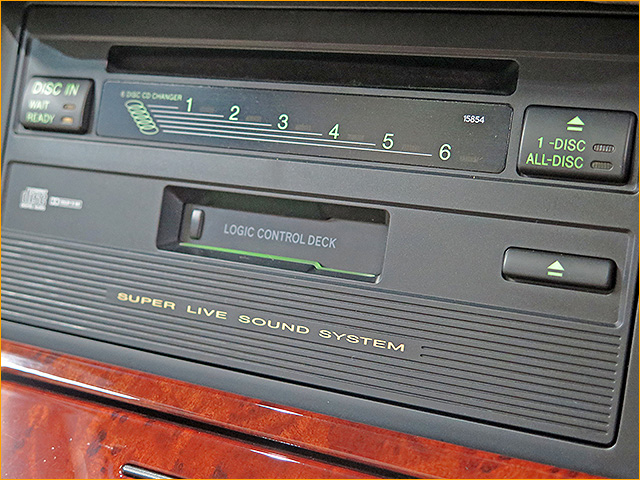 DISC IN
WAIT
READY
6 DISC CD CHANGER
1 2 3 4 5 6
15854
1-DISC
ALL-DISC
disc
LOGIC CONTROL DECK
SUPER LIVE SOUND SYSTEM